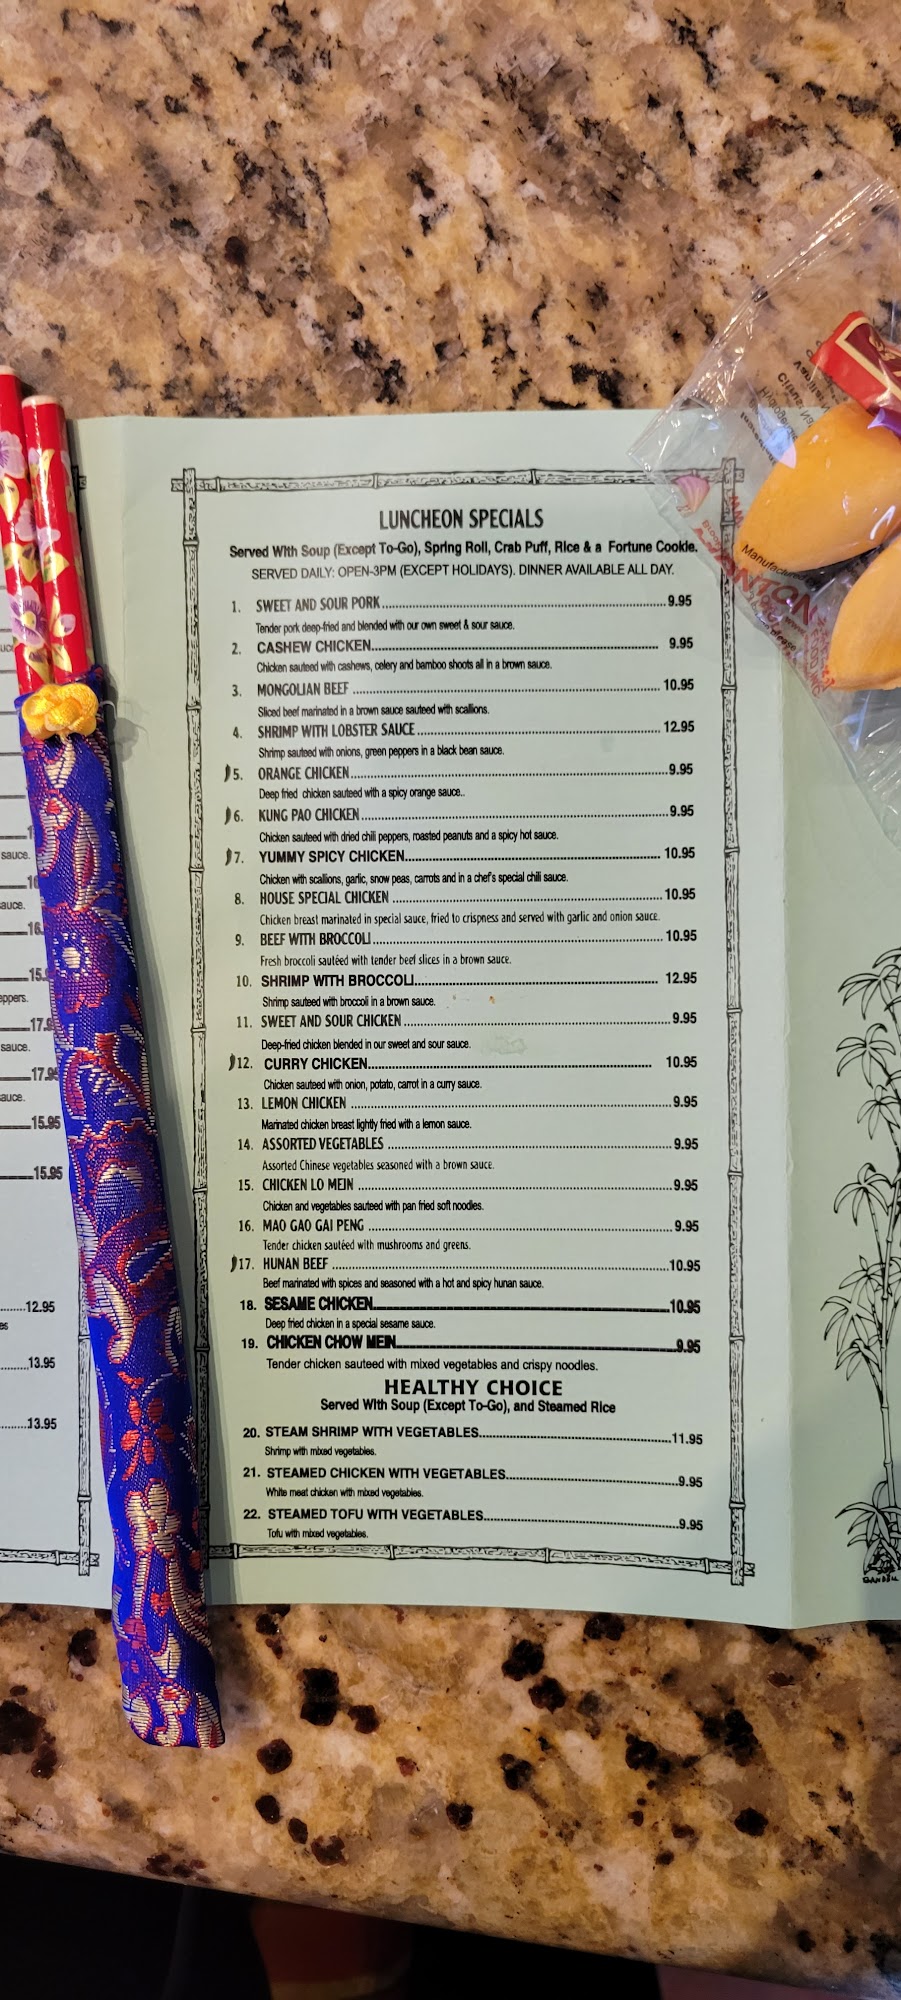 LUNCHEON SPECIALS
Served With Soup (Except To-Go), Spring Roll, Crab Puff, Rice & a Fortune Cookie.
SERVED DAILY: OPEN-3PM (EXCEPT HOLIDAYS). DINNER AVAILABLE ALL DAY.
1. SWEET AND SOUR PORK 9.95
Tender pork deep-fried and blended with our own sweet & sour sauce.
2. CASHEW CHICKEN 9.95
Chicken sauteed with cashews, celery and bamboo shoots all in a brown sauce.
3. MONGOLIAN BEEF 10.95
Sliced beef marinated in a brown sauce sauteed with scallions.
4. SHRIMP WITH LOBSTER SAUCE 12.95
Shrimp sauteed with onions, green peppers in a black bean sauce.
5. ORANGE CHICKEN 9.95
Deep fried chicken sauteed with a spicy orange sauce..
6. KUNG PAO CHICKEN 9.95
Chicken sauteed with dried chili peppers, roasted peanuts and a spicy hot sauce.
7. YUMMY SPICY CHICKEN 10.95
Chicken with scallions, garlic, snow peas, carrots and in a chef's special chili sauce.
8. HOUSE SPECIAL CHICKEN 10.95
Chicken breast marinated in special sauce, fried to crispness and served with garlic and onion sauce.
9. BEEF WITH BROCCOLI 10.95
Fresh broccoli sautéed with tender beef slices in a brown sauce.
10. SHRIMP WITH BROCCOLI 12.95
Shrimp sauteed with broccoli in a brown sauce.
11. SWEET AND SOUR CHICKEN 9.95
Deep-fried chicken blended in our sweet and sour sauce.
12. CURRY CHICKEN 10.95
Chicken sauteed with onion, potato, carrot in a curry sauce.
13. LEMON CHICKEN 9.95
Marinated chicken breast lightly fried with a lemon sauce.
14. ASSORTED VEGETABLES 9.95
Assorted Chinese vegetables seasoned with a brown sauce.
15. CHICKEN LO MEIN 9.95
Chicken and vegetables sauteed with pan fried soft noodles.
16. MAO GAO GAI PENG 9.95
Tender chicken sautéed with mushrooms and greens.
17. HUNAN BEEF 10.95
Beef marinated with spices and seasoned with a hot and spicy hunan sauce.
18. SESAME CHICKEN 10.95
Deep fried chicken in a special sesame sauce.
19. CHICKEN CHOW MEIN 9.95
Tender chicken sauteed with mixed vegetables and crispy noodles.
HEALTHY CHOICE
Served With Soup (Except To-Go), and Steamed Rice
20. STEAM SHRIMP WITH VEGETABLES 11.95
Shrimp with mixed vegetables.
21. STEAMED CHICKEN WITH VEGETABLES 9.95
White meat chicken with mixed vegetables.
22. STEAMED TOFU WITH VEGETABLES 9.95
Tofu with mixed vegetables.
sauce.
17.95
15.95
15.95
12.95
13.95
13.95
Manufactured